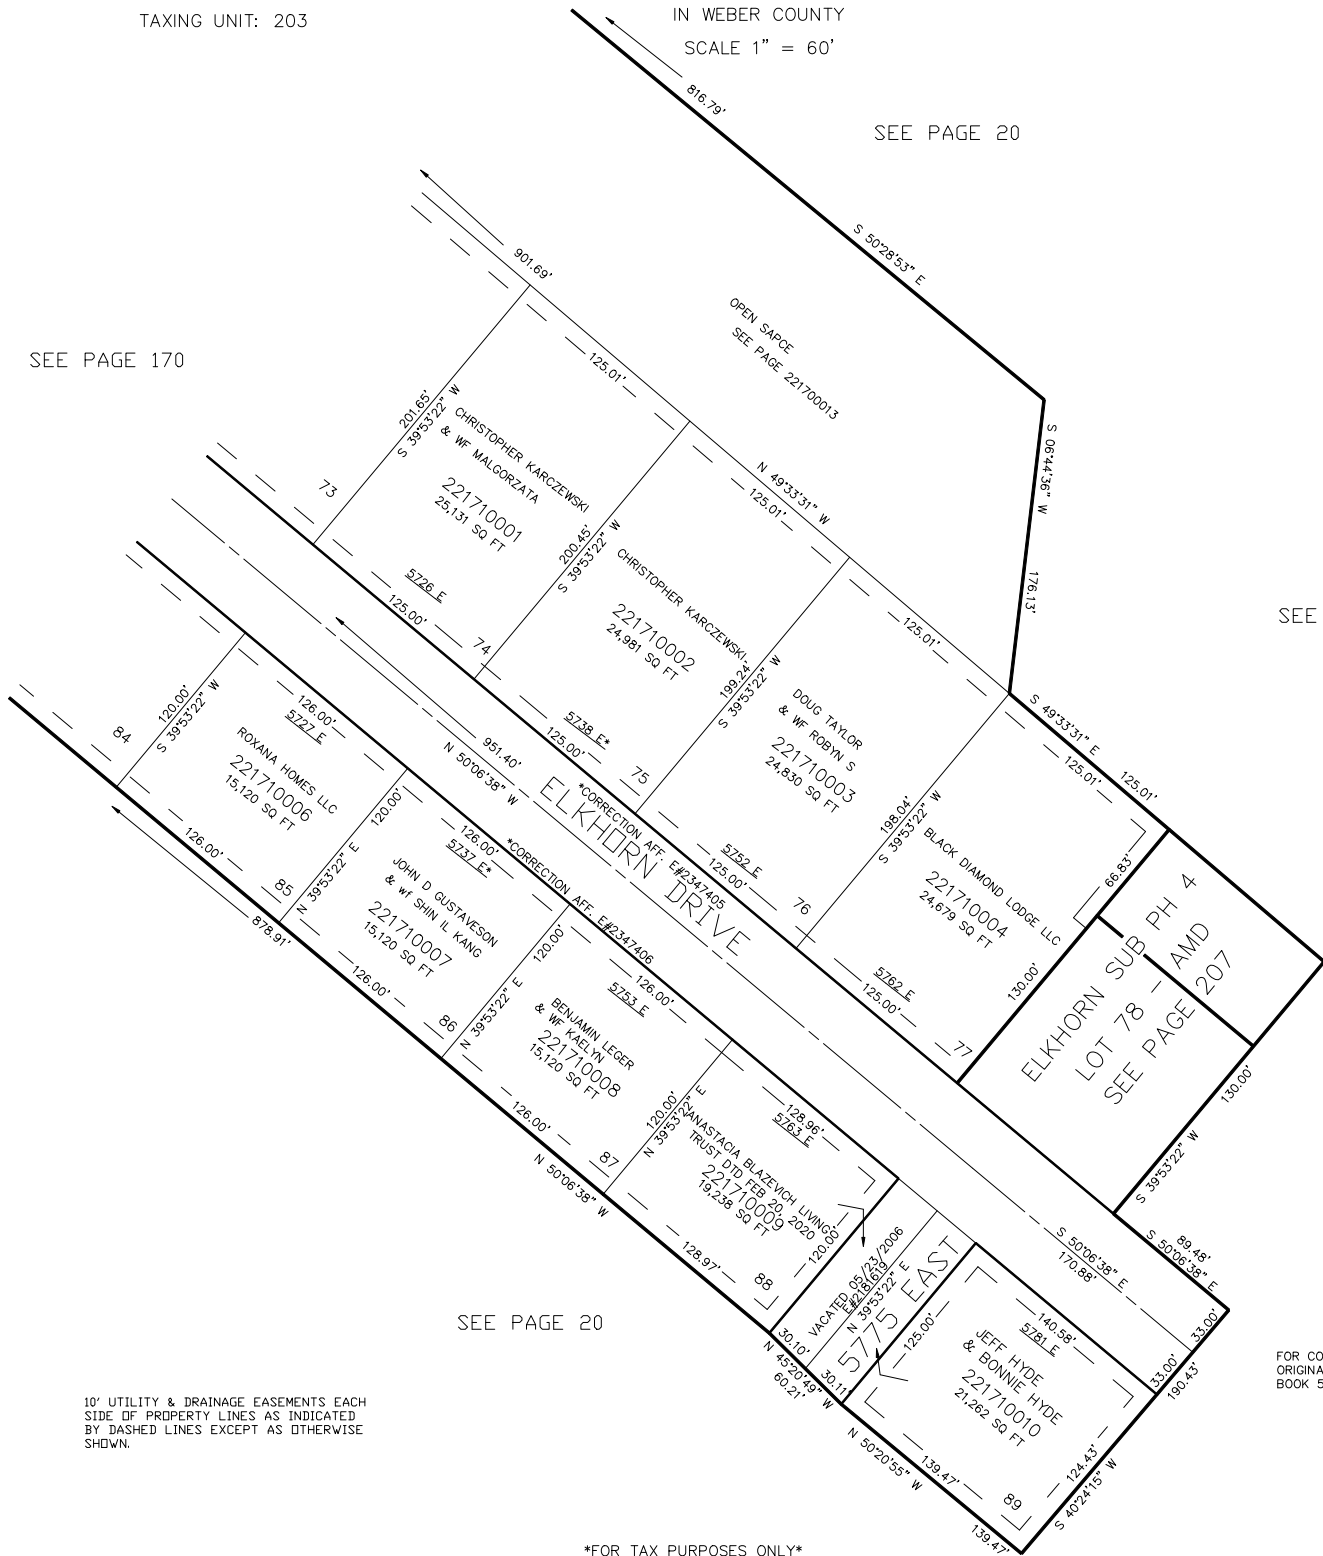 TAXING UNIT: 203
IN WEBER COUNTY
SCALE 1" = 60'
816.79'
SEE PAGE 20
S 50°28'53" E
901.69'
OPEN SAPCE
SEE PAGE 221700013
SEE PAGE 170
125.01'
201.65'
S 39°53'22" W
CHRISTOPHER KARCZEWSKI
& WF MALGORZATA
221710001
25,131 SQ FT
73
5726 E
125.00'
74
S 06°44'36" W
176.13'
N 49°33'31" W
125.01'
200.45'
S 39°53'22" W
CHRISTOPHER KARCZEWSKI
221710002
24,981 SQ FT
5738 E*
125.00'
75
SEE
125.01'
199.24'
S 39°53'22" W
DOUG TAYLOR
& WF ROBYN S
221710003
24,830 SQ FT
5752 E
125.00'
76
S 49°33'31" E
125.01'
125.01'
198.04'
S 39°53'22" W
BLACK DIAMOND LODGE LLC
221710004
24,679 SQ FT
5762 E
125.00'
77
66.83'
130.00'
ELKHORN SUB PH 4
LOT 78 - AMD
SEE PAGE 207
130.00'
S 39°53'22" W
951.40'
N 50°06'38" W
*CORRECTION AFF. E#2347405
ELKHORN DRIVE
*CORRECTION AFF. E#2347406
84
120.00'
S 39°53'22" W
126.00'
5727 E
ROXANA HOMES LLC
221710006
15,120 SQ FT
126.00'
85
878.91'
120.00'
N 39°53'22" E
126.00'
5737 E*
JOHN D GUSTAVESON
& wf SHIN IL KANG
221710007
15,120 SQ FT
126.00'
86
120.00'
N 39°53'22" E
126.00'
5753 E
BENJAMIN LEGER
& WF KAELYN
221710008
15,120 SQ FT
126.00'
87
N 50°06'38" W
120.00'
N 39°53'22" E
128.96'
5763 E
ANASTACIA BLAZEVICH LIVING
TRUST DTD FEB 20, 2020
221710009
19,238 SQ FT
120.00'
128.97'
88
VACATED 05/23/2006
E#2181619
N 39°53'22" E
5775 EAST
30.10'
30.11'
N 45°20'49" W
60.21'
S 50°06'38" E
170.88'
89.48'
S 50°06'38" E
33.00'
33.00'
190.43'
125.00'
140.58'
5781 E
JEFF HYDE
& BONNIE HYDE
221710010
21,262 SQ FT
124.43'
S 40°24'15" W
139.47'
89
N 50°20'55" W
139.47'
SEE PAGE 20
FOR CO
ORIGINA
BOOK 5
10' UTILITY & DRAINAGE EASEMENTS EACH
SIDE OF PROPERTY LINES AS INDICATED
BY DASHED LINES EXCEPT AS OTHERWISE
SHOWN.
*FOR TAX PURPOSES ONLY*